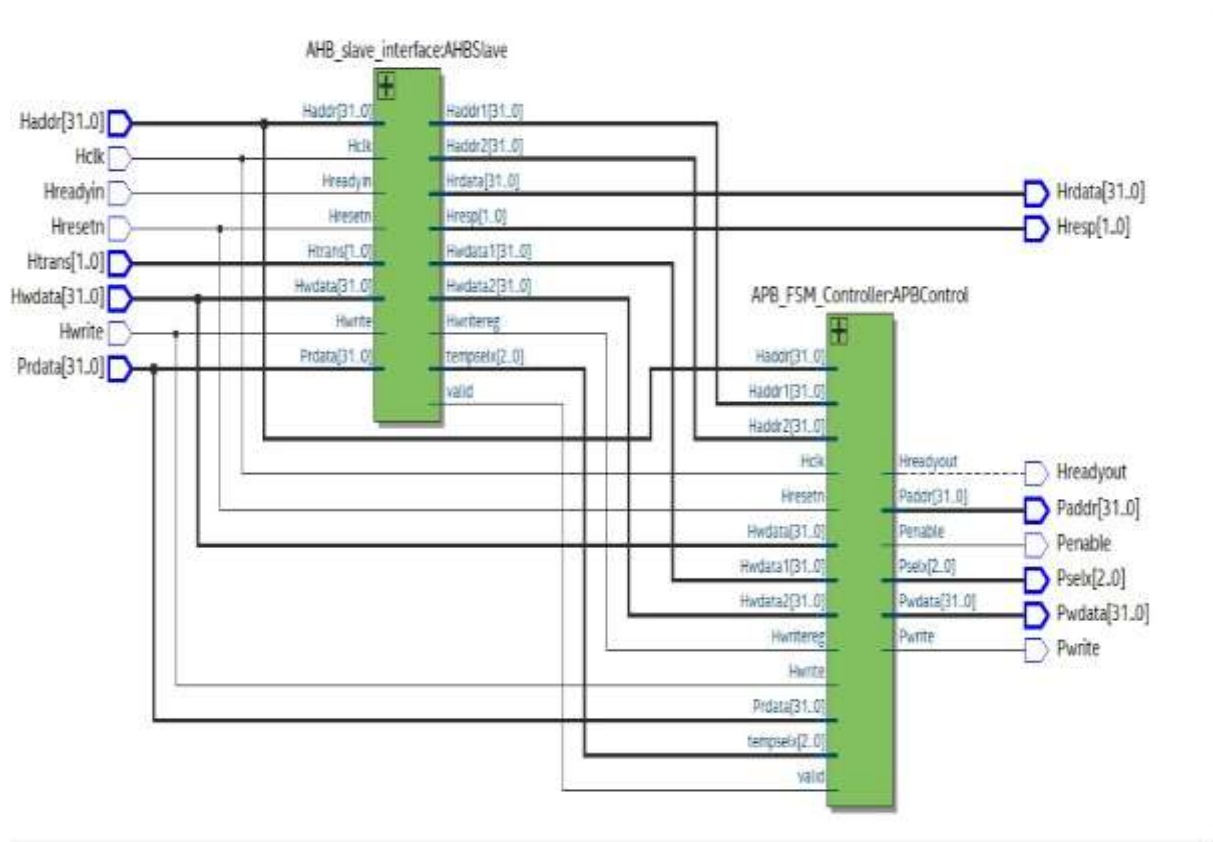 AHB_slave_interface:AHBSlave
Haddr[31..0]
Hclk
Hreadyin
Hresetn
Htrans[1..0]
Hwdata[31..0]
Hwrite
Prdata[31..0]
Haddr[31..0]
Hclk
Hreadyin
Hresetn
Htrans[1..0]
Hwdata[31..0]
Hwrite
Prdata[31..0]
Haddr1[31..0]
Haddr2[31..0]
Hrdata[31..0]
Hresp[1..0]
Hwdata1[31..0]
Hwdata2[31..0]
Hwritereg
tempselx[2..0]
valid
Hrdata[31..0]
Hresp[1..0]
APB_FSM_Controller:APBControl
Haddr[31..0]
Haddr1[31..0]
Haddr2[31..0]
Hclk
Hresetn
Hwdata[31..0]
Hwdata1[31..0]
Hwdata2[31..0]
Hwritereg
Hwrite
Prdata[31..0]
tempselx[2..0]
valid
Hreadyout
Paddr[31..0]
Penable
Pselx[2..0]
Pwdata[31..0]
Pwrite
Hreadyout
Paddr[31..0]
Penable
Pselx[2..0]
Pwdata[31..0]
Pwrite